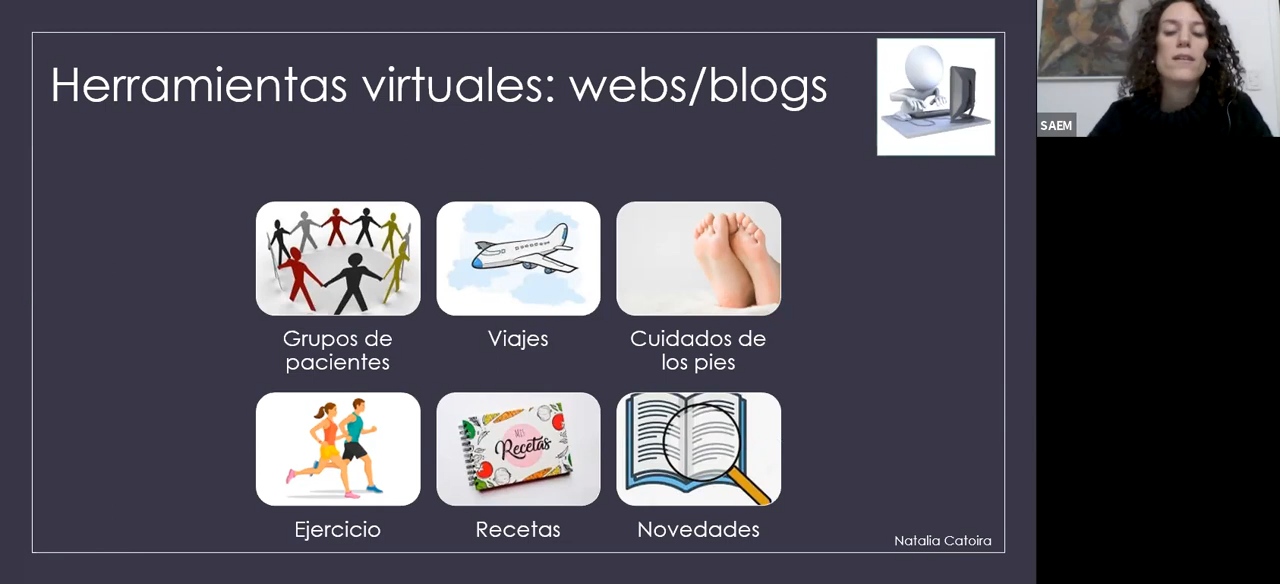 Herramientas virtuales: webs/blogs
SAEM
Grupos de
pacientes
Viajes
Cuidados de
los pies
MIS
Recetas
Ejercicio
Recetas
Novedades
Natalia Catoira